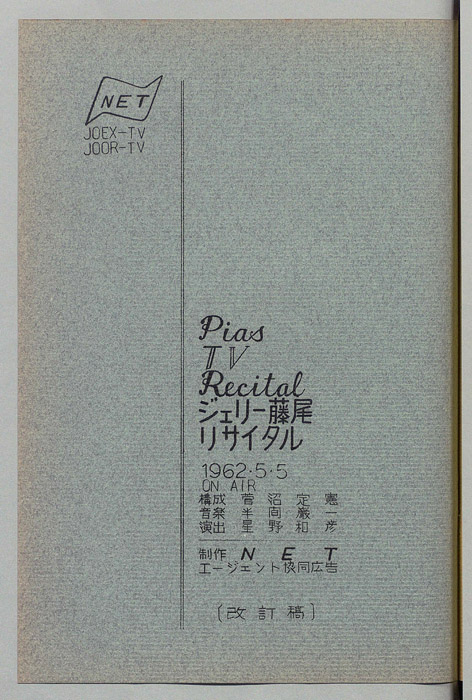 NET
JOEX-TV
JOOR-TV
Pias
TV
Recital
ジェリー藤尾
リサイタル
1962・5・5
ON AIR
構成 菅沼定憲
音楽 半間巌一
演出 星野和彦
制作 NET
エージェント協同広告
〔改訂稿〕